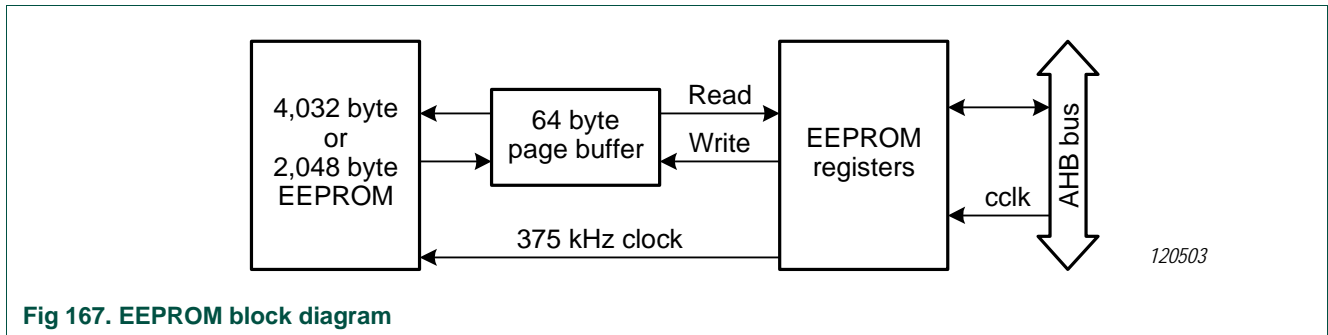 4,032 byte
or
2,048 byte
EEPROM
64 byte
page buffer
Read
Write
EEPROM
registers
AHB bus
cclk
375 kHz clock
120503
Fig 167. EEPROM block diagram